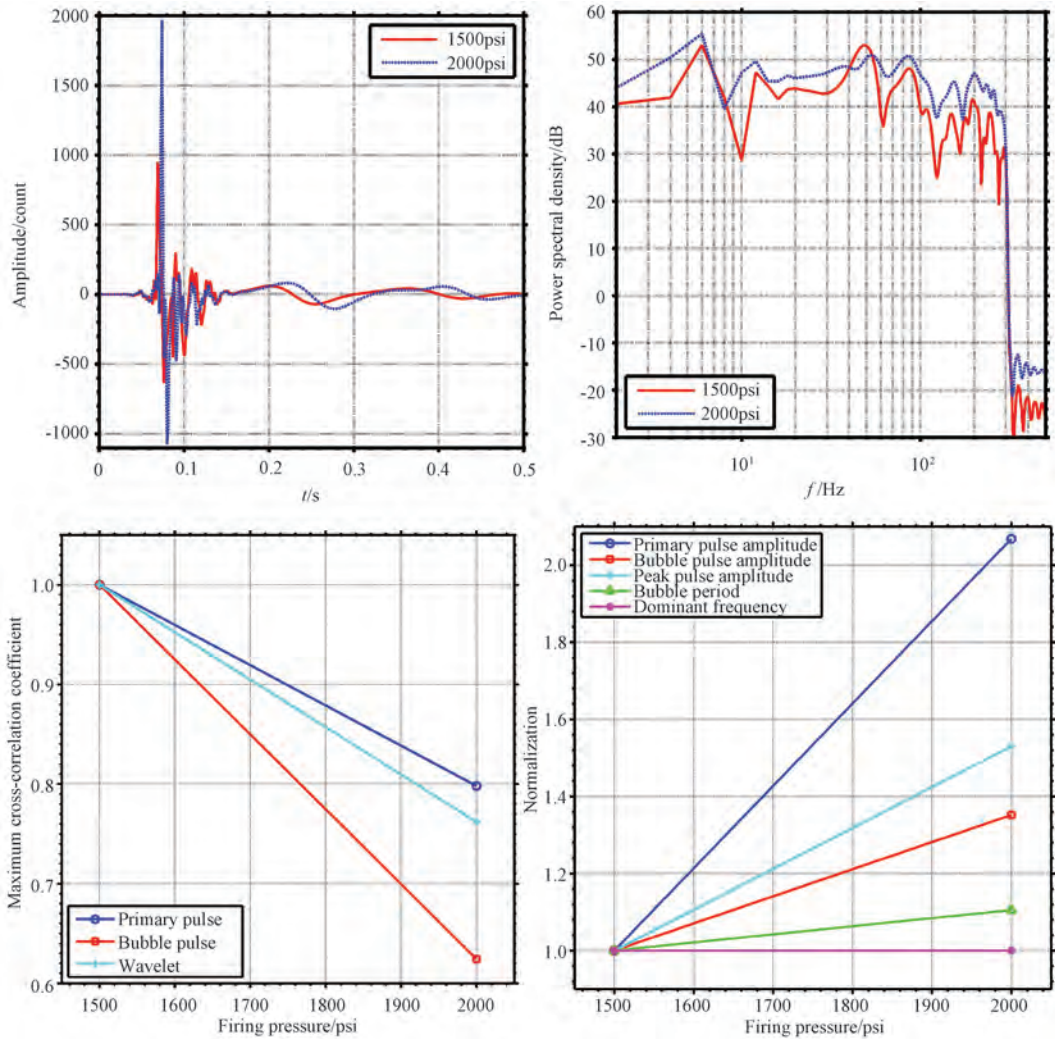 2000
1500
1000
500
0
-500
-1000
Amplitude/count
1500psi
2000psi
0
0.1
0.2
0.3
0.4
0.5
t/s
60
50
40
30
20
10
0
-10
-20
-30
Power spectral density/dB
1500psi
2000psi
10¹
10²
f/Hz
1.0
0.9
0.8
0.7
0.6
Maximum cross-correlation coefficient
Primary pulse
Bubble pulse
Wavelet
1500
1600
1700
1800
1900
2000
Firing pressure/psi
2.0
1.8
1.6
1.4
1.2
1.0
Normalization
Primary pulse amplitude
Bubble pulse amplitude
Peak pulse amplitude
Bubble period
Dominant frequency
1500
1600
1700
1800
1900
2000
Firing pressure/psi